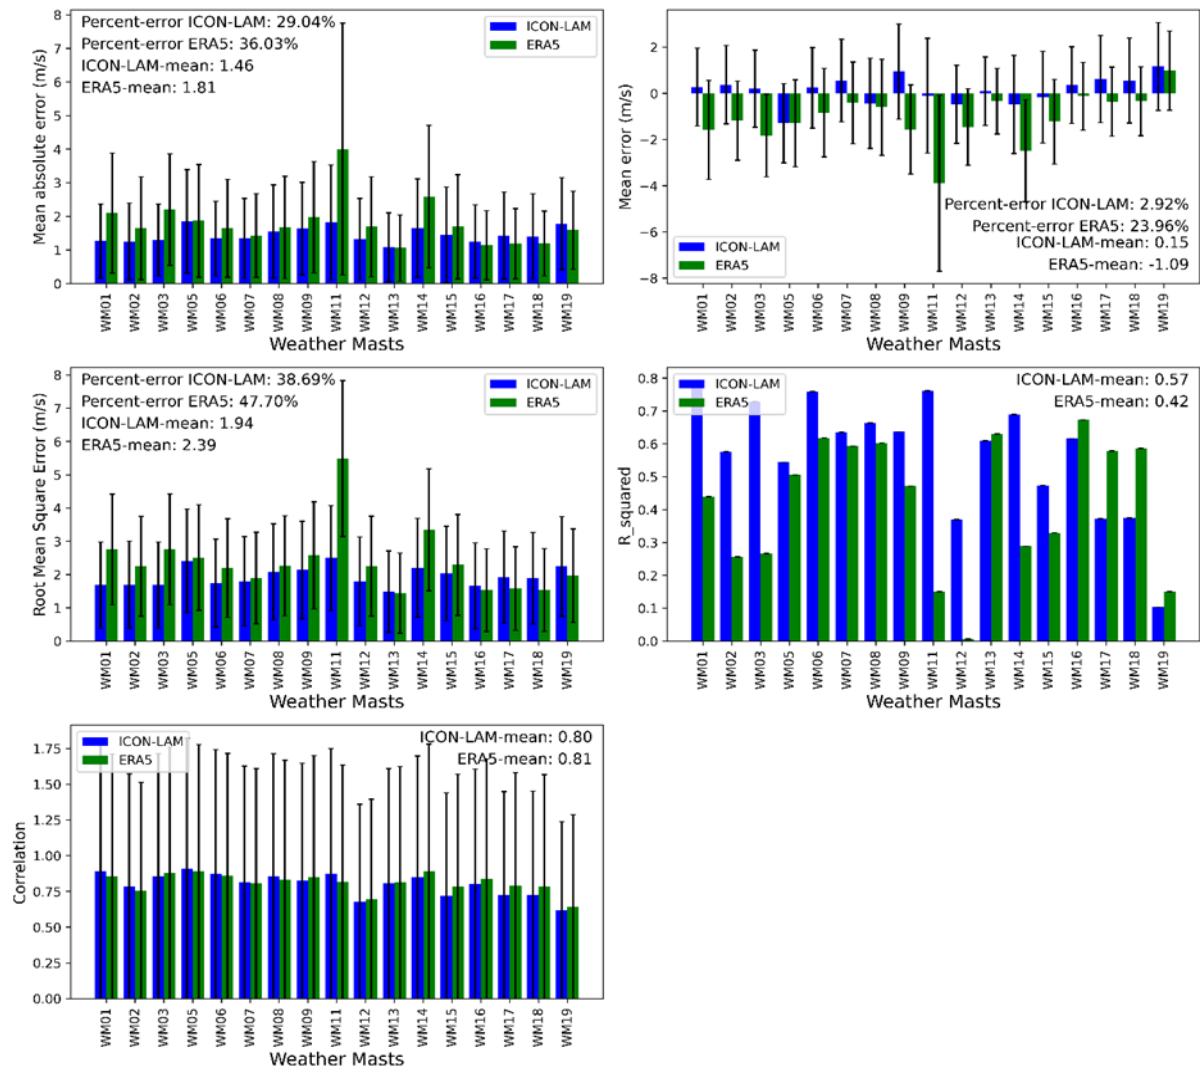 Percent-error ICON-LAM: 29.04%
Percent-error ERA5: 36.03%
ICON-LAM-mean: 1.46
ERA5-mean: 1.81
ICON-LAM
ERA5
Mean absolute error (m/s)
8
7
6
5
4
3
2
1
0
WM01
WM02
WM03
WM05
WM06
WM07
WM08
WM09
WM11
WM12
WM13
WM14
WM15
WM16
WM17
WM18
WM19
Weather Masts
Mean error (m/s)
2
0
−2
−4
−6
−8
Percent-error ICON-LAM: 2.92%
Percent-error ERA5: 23.96%
ICON-LAM-mean: 0.15
ERA5-mean: -1.09
ICON-LAM
ERA5
WM01
WM02
WM03
WM05
WM06
WM07
WM08
WM09
WM11
WM12
WM13
WM14
WM15
WM16
WM17
WM18
WM19
Weather Masts
Percent-error ICON-LAM: 38.69%
Percent-error ERA5: 47.70%
ICON-LAM-mean: 1.94
ERA5-mean: 2.39
ICON-LAM
ERA5
Root Mean Square Error (m/s)
8
7
6
5
4
3
2
1
0
WM01
WM02
WM03
WM05
WM06
WM07
WM08
WM09
WM11
WM12
WM13
WM14
WM15
WM16
WM17
WM18
WM19
Weather Masts
ICON-LAM
ERA5
ICON-LAM-mean: 0.57
ERA5-mean: 0.42
R_squared
0.8
0.7
0.6
0.5
0.4
0.3
0.2
0.1
0.0
WM01
WM02
WM03
WM05
WM06
WM07
WM08
WM09
WM11
WM12
WM13
WM14
WM15
WM16
WM17
WM18
WM19
Weather Masts
ICON-LAM
ERA5
ICON-LAM-mean: 0.80
ERA5-mean: 0.81
Correlation
1.75
1.50
1.25
1.00
0.75
0.50
0.25
0.00
WM01
WM02
WM03
WM05
WM06
WM07
WM08
WM09
WM11
WM12
WM13
WM14
WM15
WM16
WM17
WM18
WM19
Weather Masts